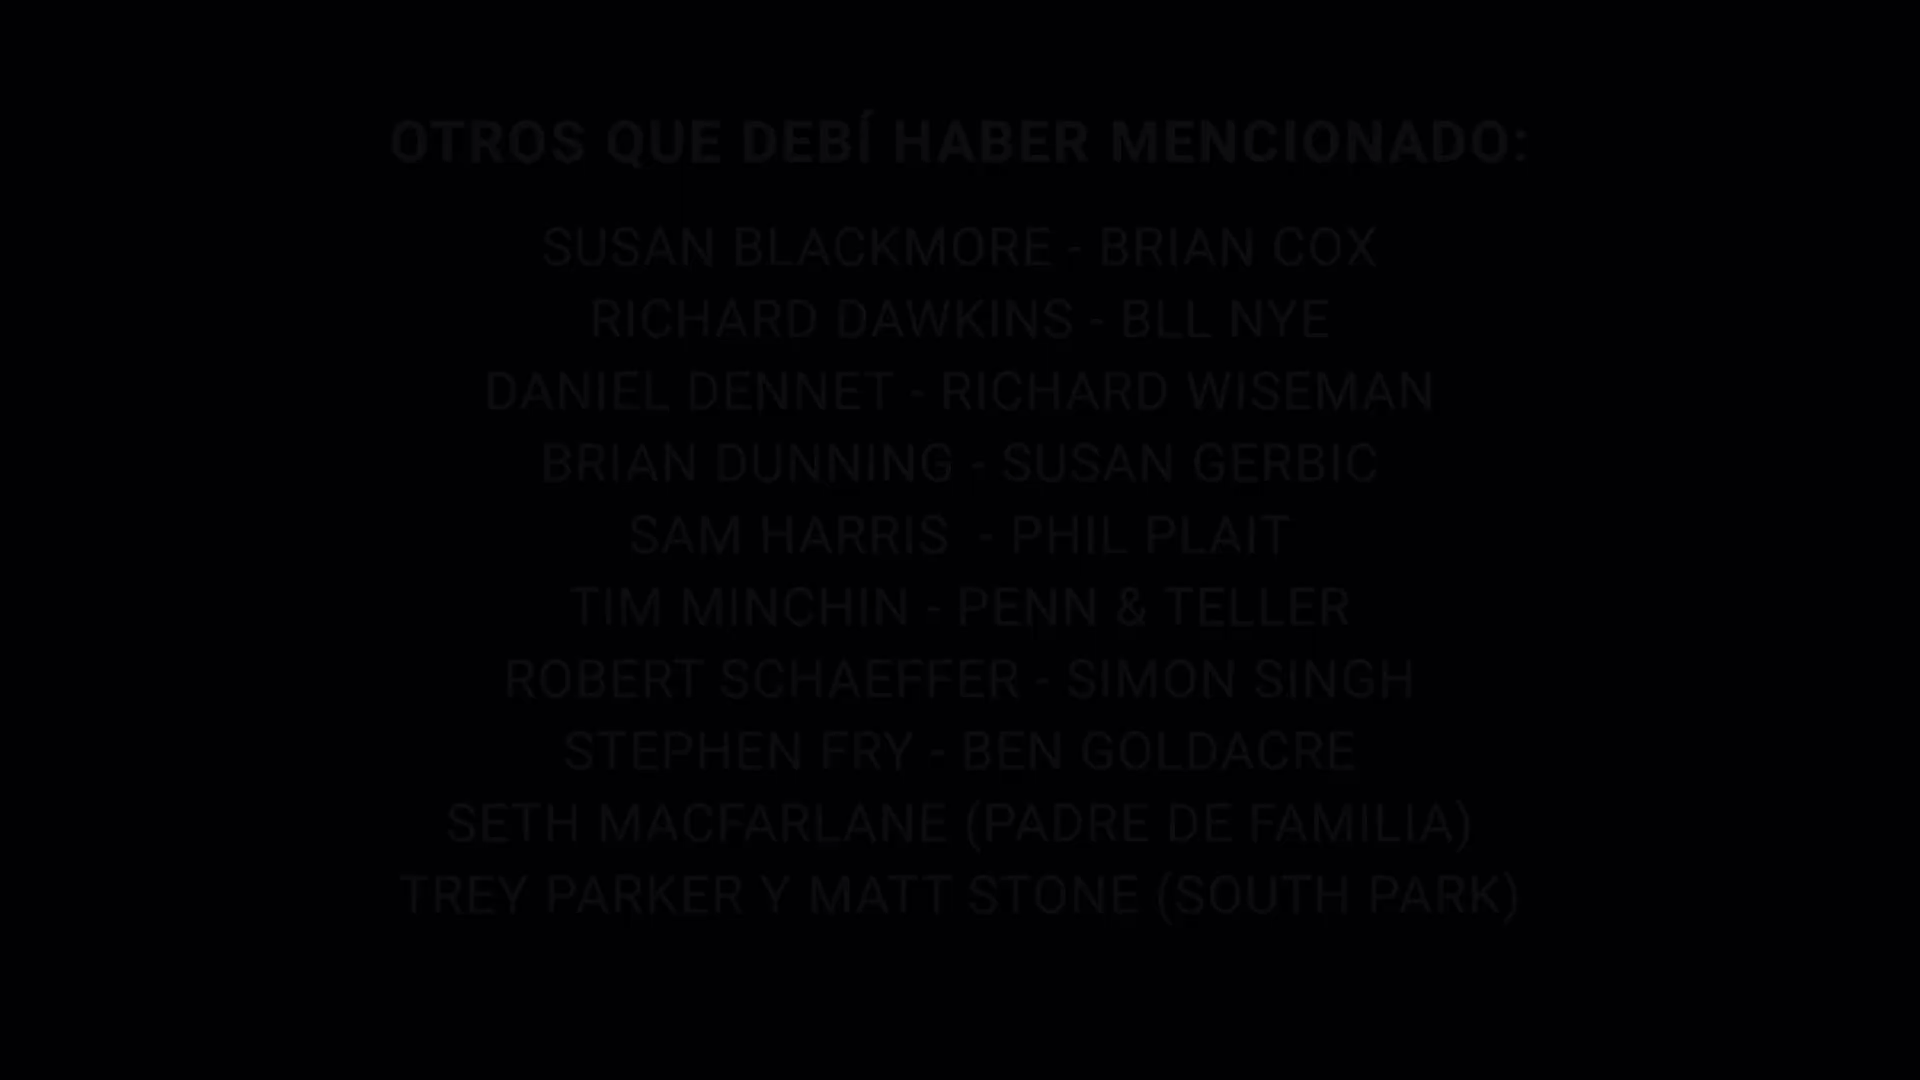 OTROS QUE DEBÍ HABER MENCIONADO:
SUSAN BLACKMORE - BRIAN COX
RICHARD DAWKINS - BLL NYE
DANIEL DENNET - RICHARD WISEMAN
BRIAN DUNNING - SUSAN GERBIC
SAM HARRIS - PHIL PLAIT
TIM MINCHIN - PENN & TELLER
ROBERT SCHAEFFER - SIMON SINGH
STEPHEN FRY - BEN GOLDACRE
SETH MACFARLANE (PADRE DE FAMILIA)
TREY PARKER Y MATT STONE (SOUTH PARK)